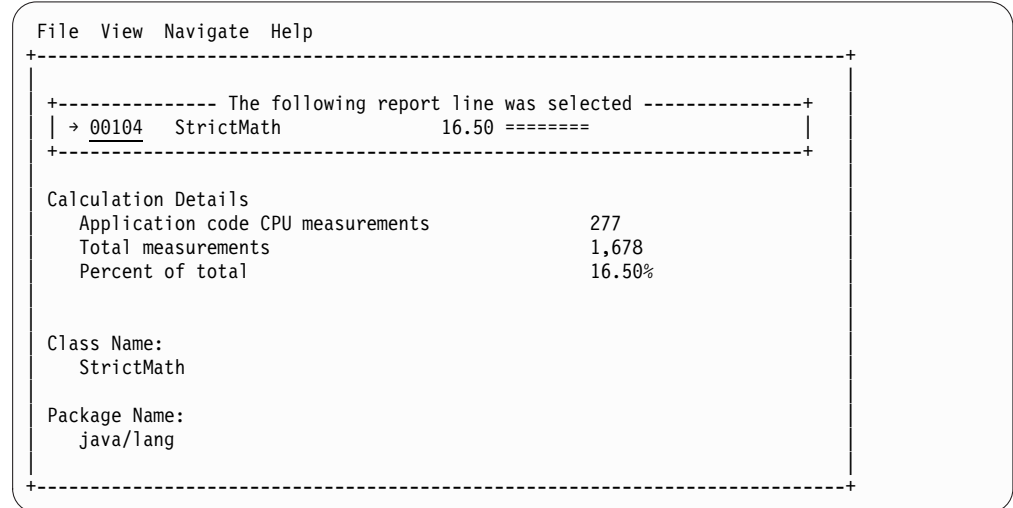 File View Navigate Help
+----------------------------------------------------------------------------+
+--------------- The following report line was selected ---------------+
| → 00104 StrictMath 16.50 ======== |
+----------------------------------------------------------------------+
Calculation Details
Application code CPU measurements 277
Total measurements 1,678
Percent of total 16.50%
Class Name:
StrictMath
Package Name:
java/lang
+----------------------------------------------------------------------------+